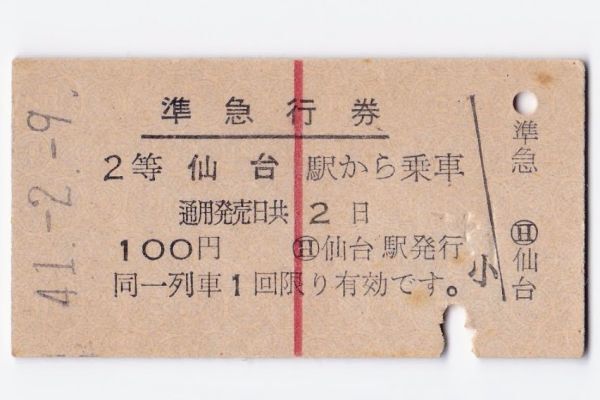 41.-2.-9.
準急行券
2等 仙台 駅から乗車
通用発売日共 2 日
100円 Ⓗ仙台駅発行
同一列車1回限り有効です。
小
準急
Ⓗ仙台